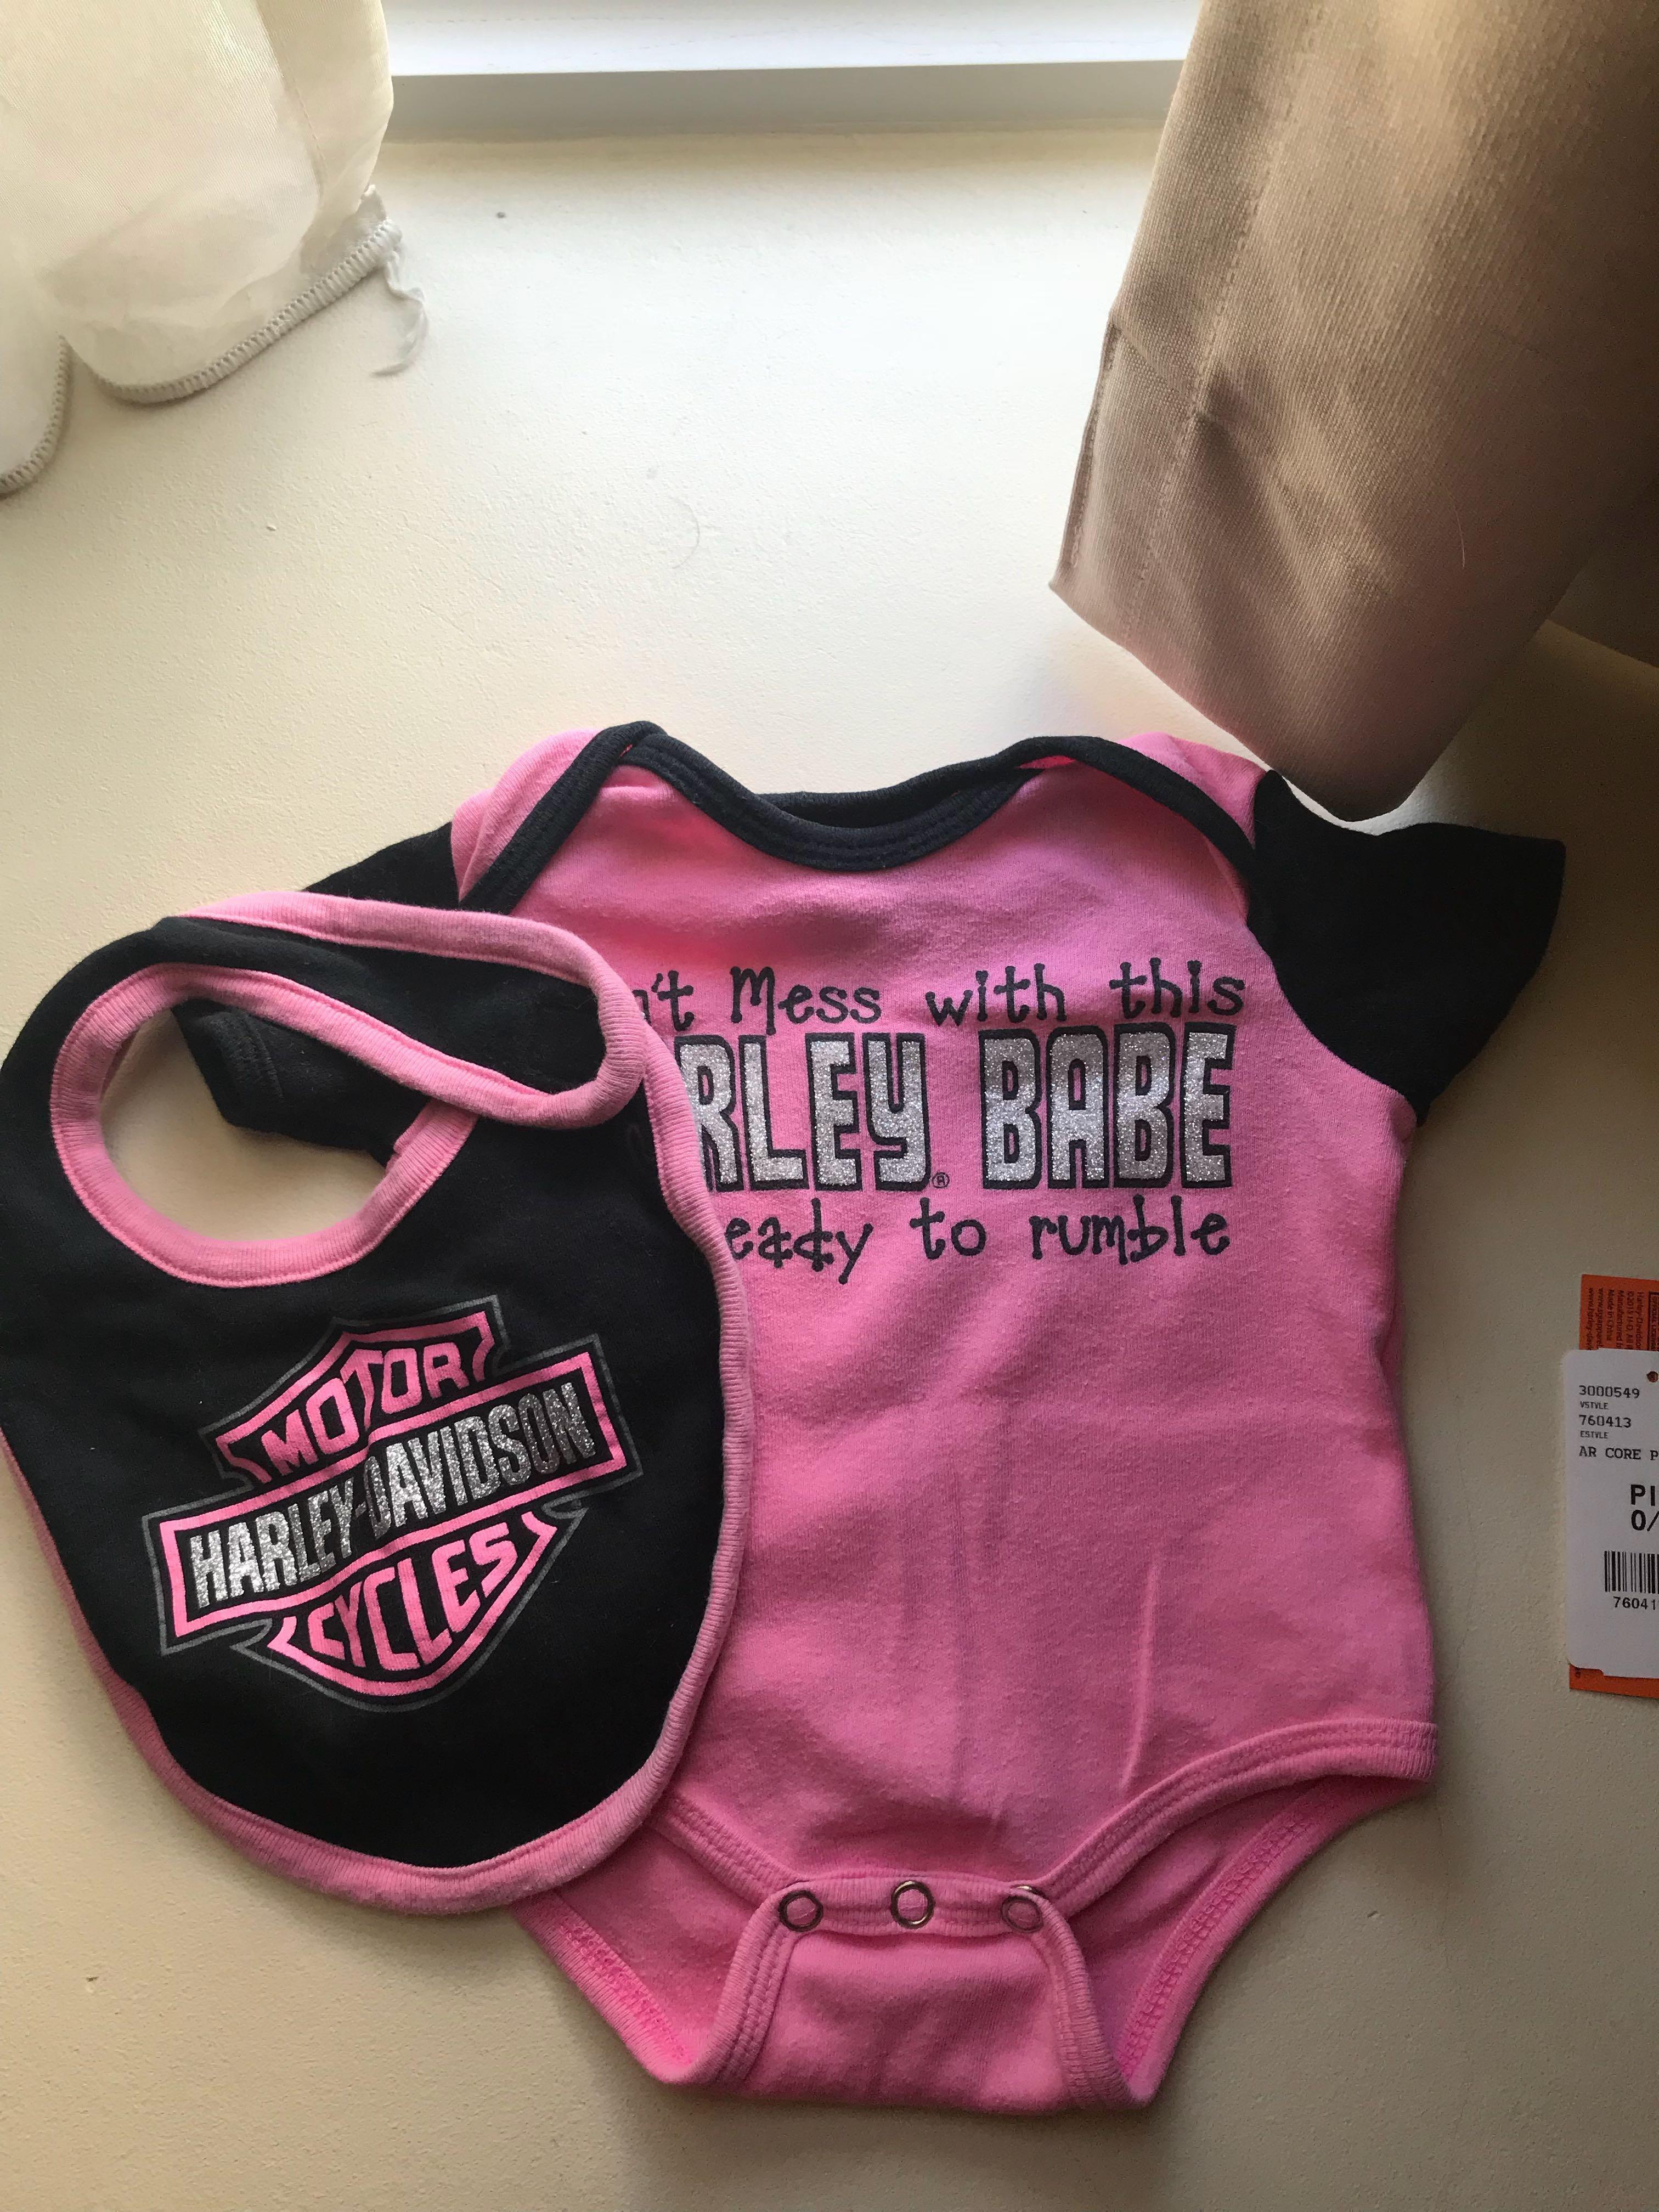 't Mess with this
RLEY® BABE
eady to rumble
MOTOR
HARLEY-DAVIDSON
CYCLES
3000549
VSTYLE
760413
ESTYLE
AR CORE P
PI
0/
76041